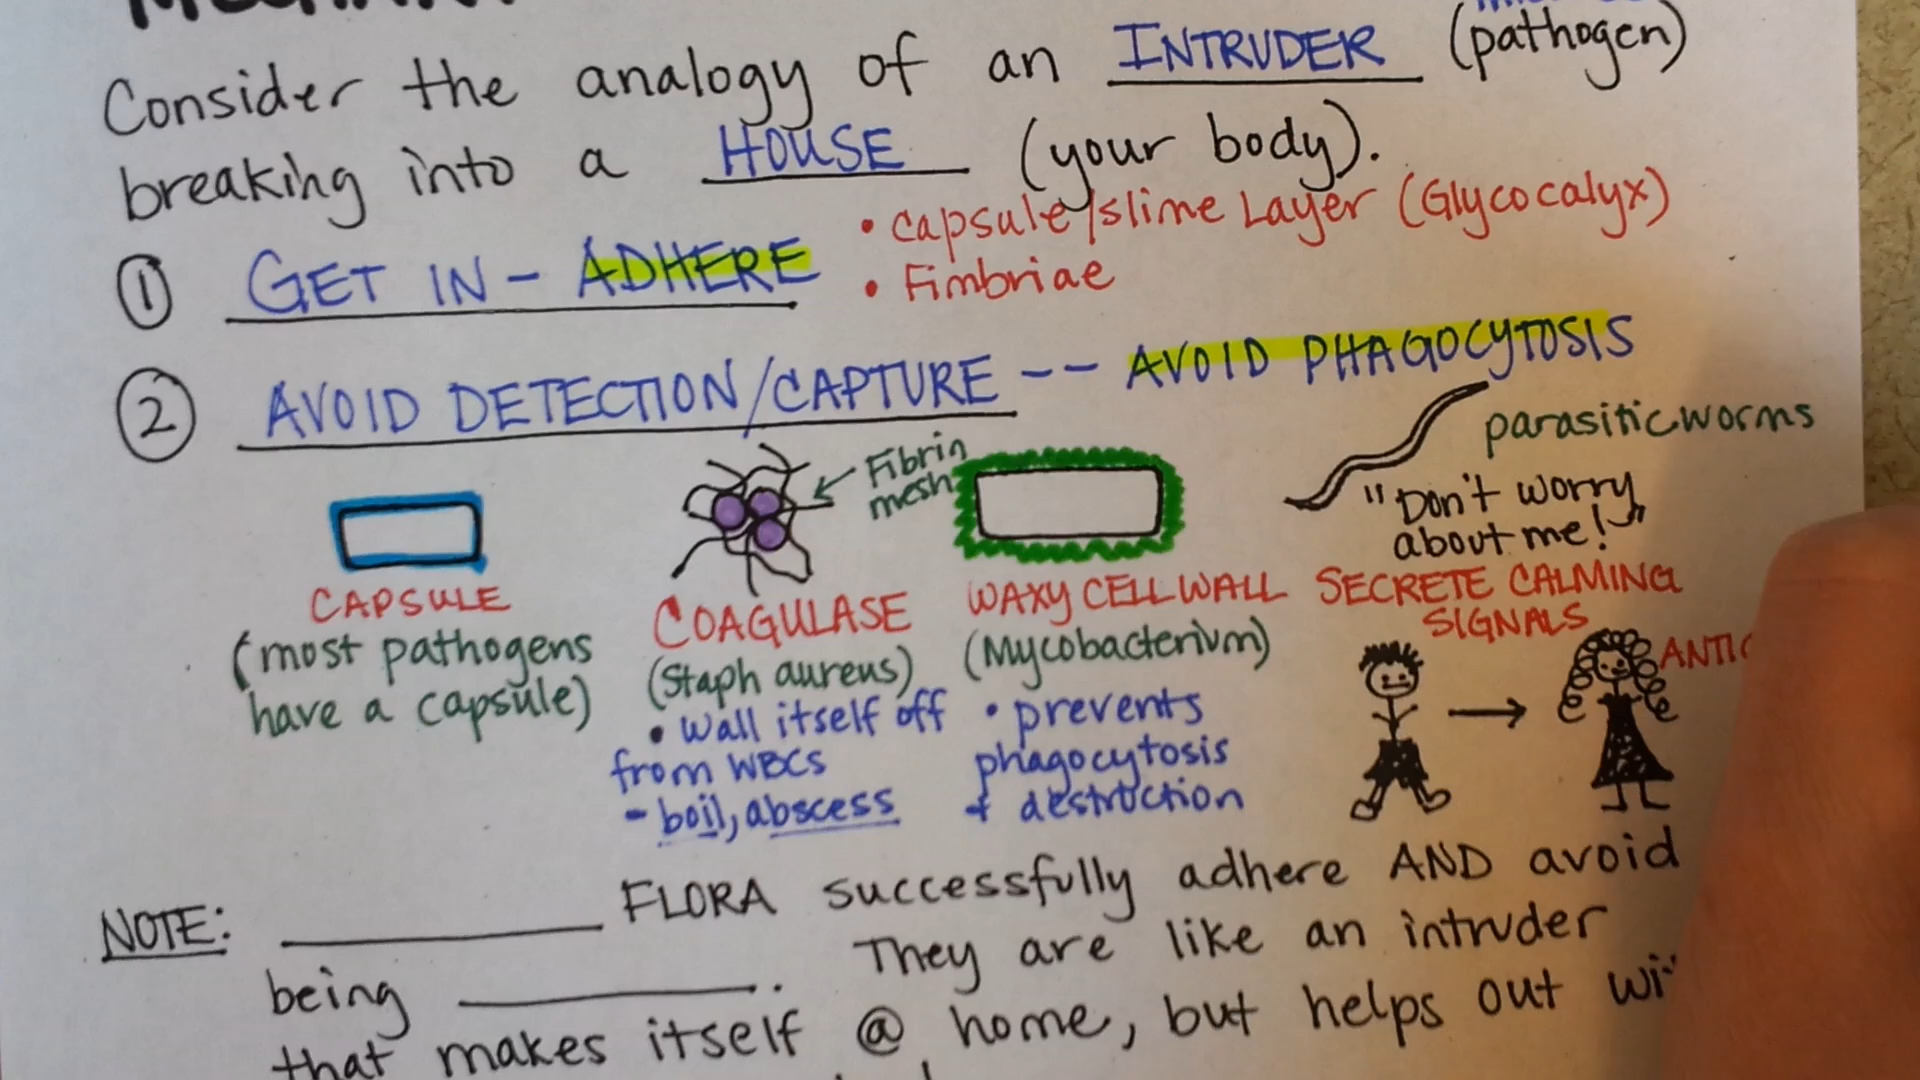 Consider the analogy of an INTRUDER (pathogen)
breaking into a HOUSE (your body).
① GET IN - ADHERE
• capsule/slime Layer (Glycocalyx)
• Fimbriae
② AVOID DETECTION/CAPTURE -- AVOID PHAGOCYTOSIS
Fibrin
mesh
parasitic worms
"Don't worry
about me!"
CAPSULE
(most pathogens
have a capsule)
COAGULASE
(Staph aureus)
• wall itself off
from WBCs
- boil, abscess
WAXY CELL WALL
(Mycobacterium)
• prevents
phagocytosis
+ destruction
SECRETE CALMING
SIGNALS
NOTE: ________ FLORA successfully adhere AND avoid
being ________. They are like an intruder
that makes itself @ home, but helps out